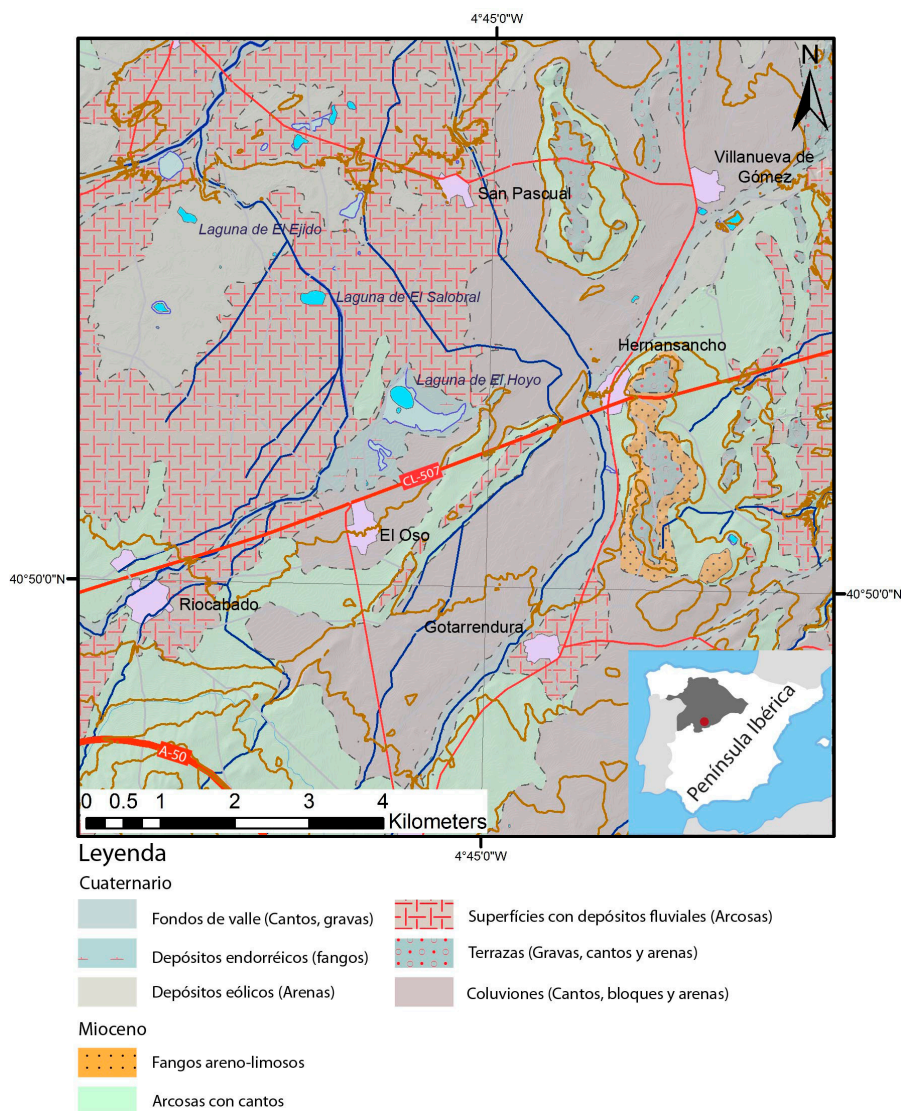 4°45'0"W
N
Villanueva de
Gómez
San Pascual
Laguna de El Ejido
Laguna de El Salobral
Hernansancho
Laguna de El Hoyo
CL-507
El Oso
40°50'0"N
40°50'0"N
Riocabado
Gotarrendura
Península Ibérica
A-50
0 0.5 1 2 3 4
Kilometers
4°45'0"W
Leyenda
Cuaternario
Fondos de valle (Cantos, gravas)
Superfícies con depósitos fluviales (Arcosas)
Depósitos endorréicos (fangos)
Terrazas (Gravas, cantos y arenas)
Depósitos eólicos (Arenas)
Coluviones (Cantos, bloques y arenas)
Mioceno
Fangos areno-limosos
Arcosas con cantos